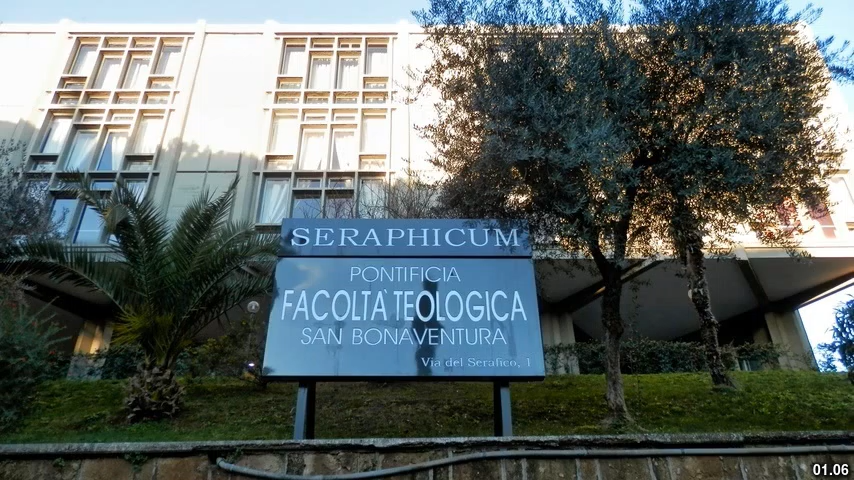 SERAPHICUM
PONTIFICIA
FACOLTA' TEOLOGICA
SAN BONAVENTURA
Via del Serafico, 1
01.06